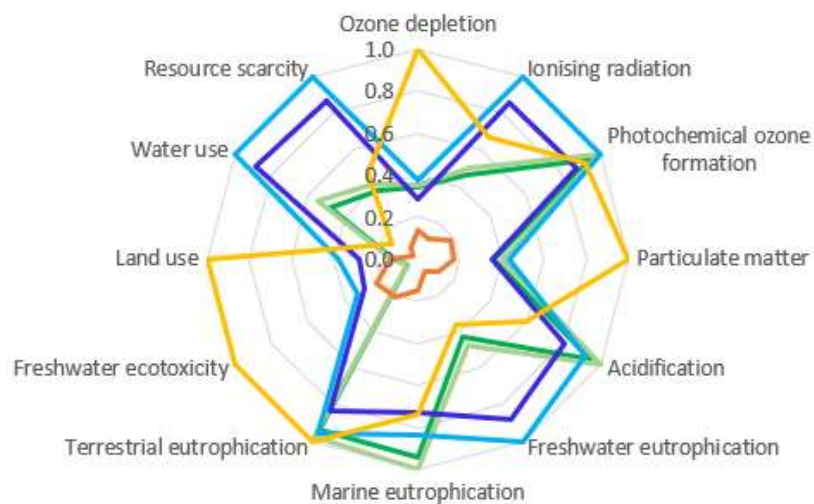 Ozone depletion
1.0
Resource scarcity
Ionising radiation
0.8
Photochemical ozone
formation
0.6
Water use
0.4
0.2
Land use
0.0
Particulate matter
Freshwater ecotoxicity
Acidification
Terrestrial eutrophication
Freshwater eutrophication
Marine eutrophication